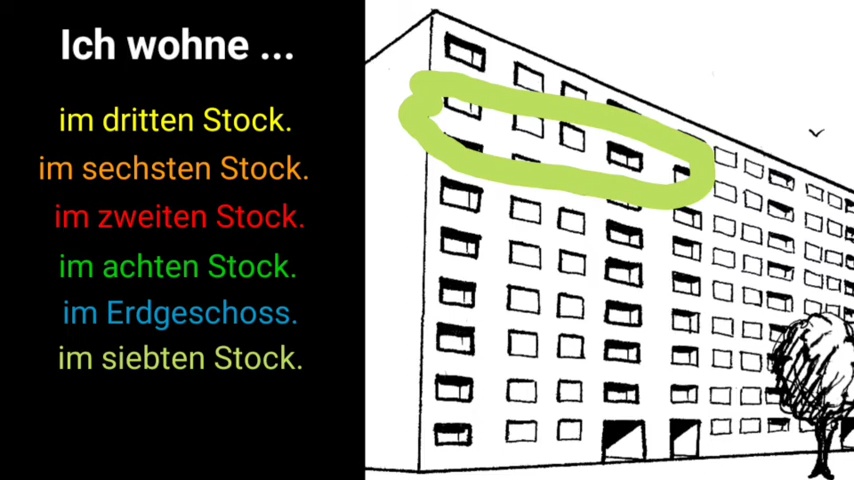 Ich wohne ...
im dritten Stock.
im sechsten Stock.
im zweiten Stock.
im achten Stock.
im Erdgeschoss.
im siebten Stock.